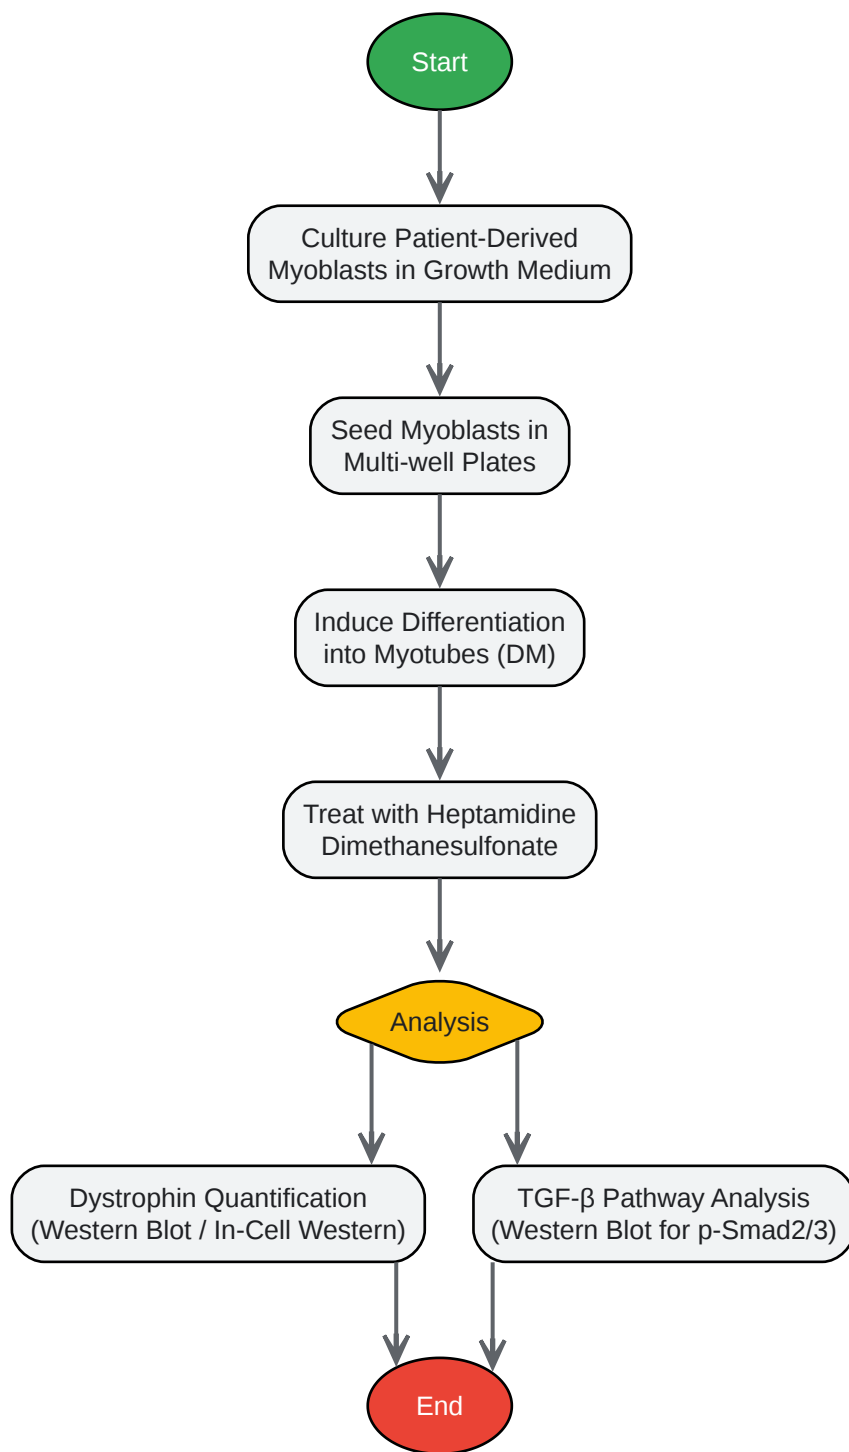 Start
Culture Patient-Derived
Myoblasts in Growth Medium
Seed Myoblasts in
Multi-well Plates
Induce Differentiation
into Myotubes (DM)
Treat with Heptamidine
Dimethanesulfonate
Analysis
Dystrophin Quantification
(Western Blot / In-Cell Western)
TGF-β Pathway Analysis
(Western Blot for p-Smad2/3)
End